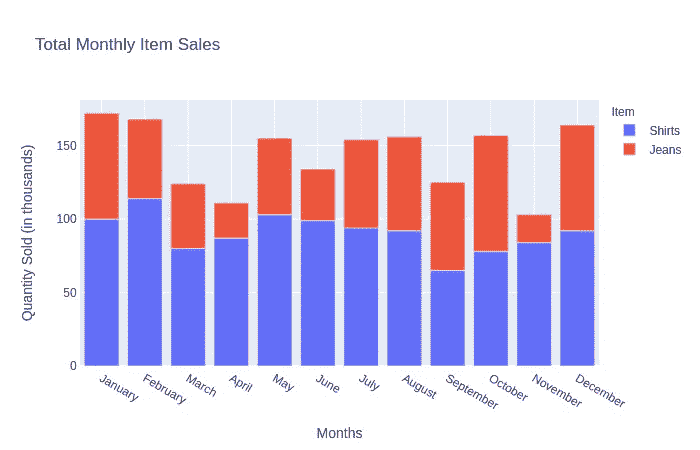 Total Monthly Item Sales
Item
Shirts
Jeans
150
100
50
0
Quantity Sold (in thousands)
January
February
March
April
May
June
July
August
September
October
November
December
Months